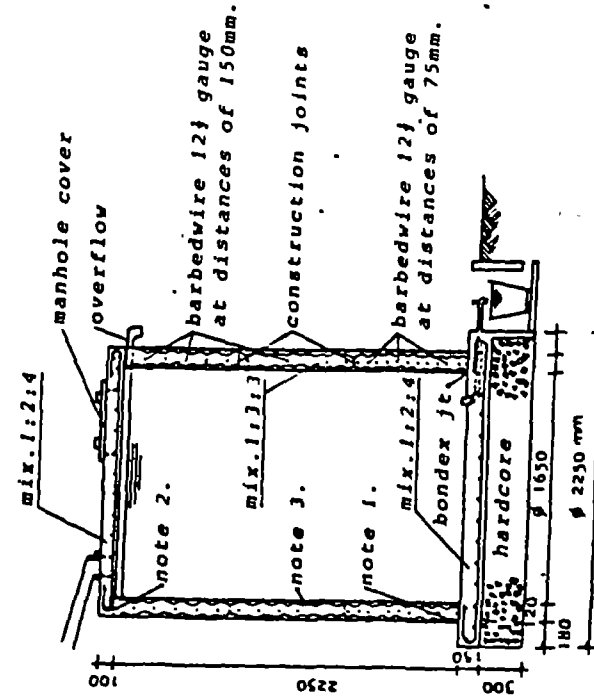 manhole cover
overflow
mix.1:2:4
barbedwire 12½ gauge
at distances of 150mm.
construction joints
barbedwire 12½ gauge
at distances of 75mm.
note 2.
mix.1:3:3
note 3.
mix.1:2:4
note 1.
bondex jt.
hardcore
100
2250
150
300
120
180
ø 1650
ø 2250 mm